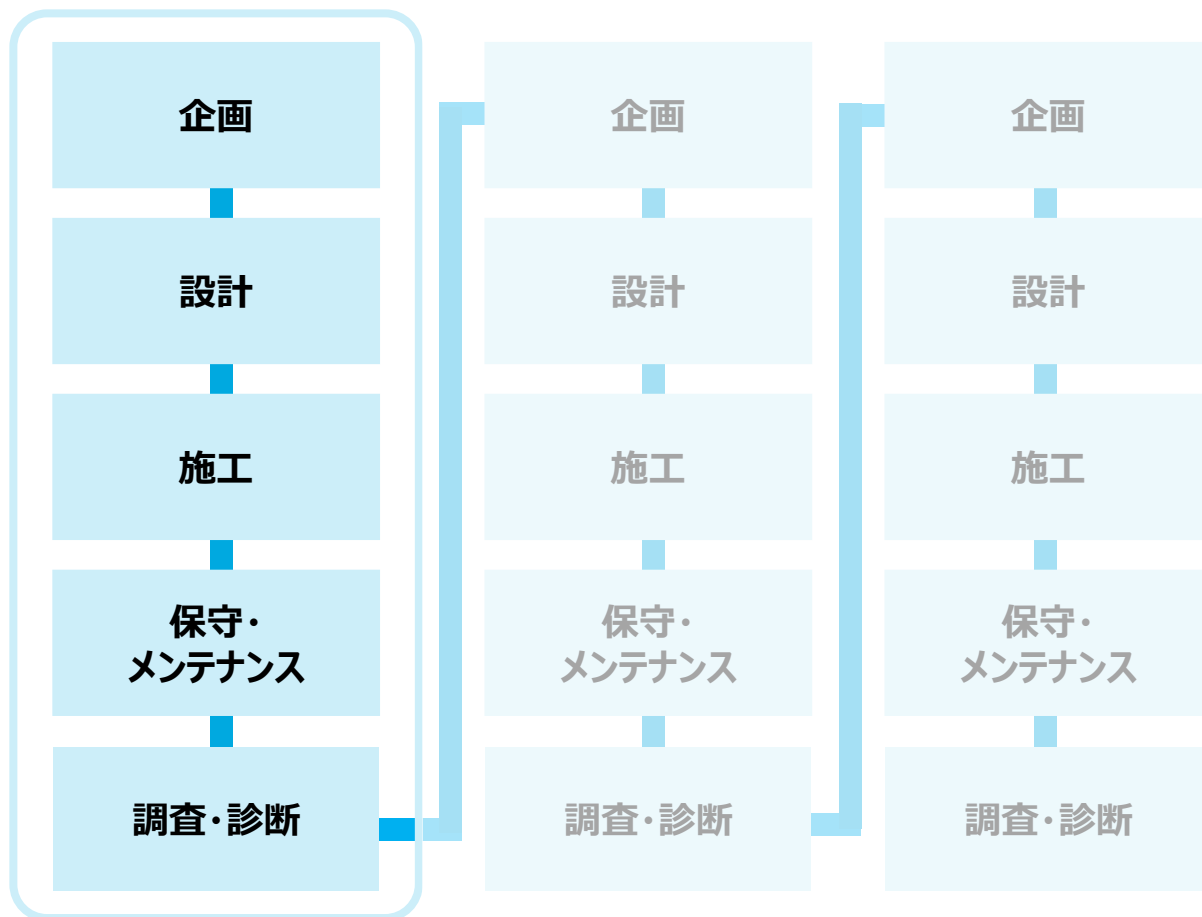 企画
設計
施工
保守・
メンテナンス
調査・診断
企画
設計
施工
保守・
メンテナンス
調査・診断
企画
設計
施工
保守・
メンテナンス
調査・診断